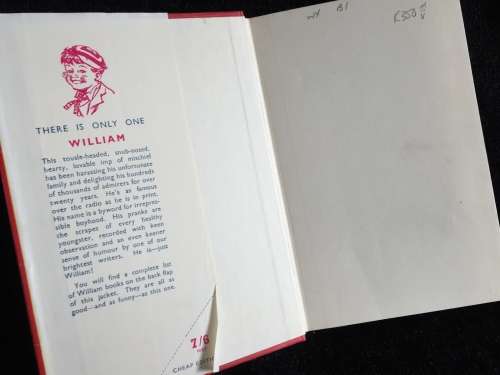 THERE IS ONLY ONE
WILLIAM
This tousle-headed, snub-nosed,
hearty, lovable imp of mischief
has been harassing his unfortunate
family and delighting his hundreds
of thousands of admirers for over
twenty years. He's as famous
over the radio as he is in print.
His name is a byword for irrepres-
sible boyhood. His pranks are
the scrapes of every healthy
youngster, recorded with keen
observation and an even keener
sense of humour by one of our
brightest writers. He is—just
William!
You will find a complete list
of William books on the back flap
of this jacket. They are all as
good—and as funny—as this one
7/6
NET
CHEAP EDITI
B1
R350